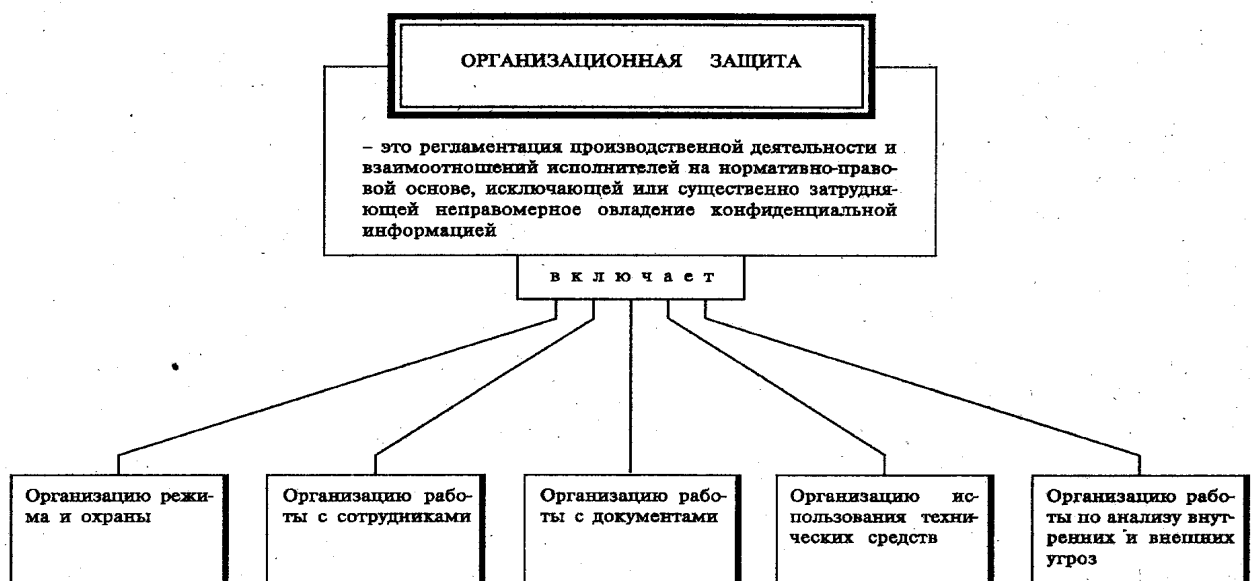 ОРГАНИЗАЦИОННАЯ ЗАЩИТА
– это регламентация производственной деятельности и
взаимоотношений исполнителей на нормативно-право-
вой основе, исключающей или существенно затрудня-
ющей неправомерное овладение конфиденциальной
информацией
включает
Организацию режи-
ма и охраны
Организацию рабо-
ты с сотрудниками
Организацию рабо-
ты с документами
Организацию ис-
пользования техни-
ческих средств
Организацию рабо-
ты по анализу внут-
ренних и внешних
угроз